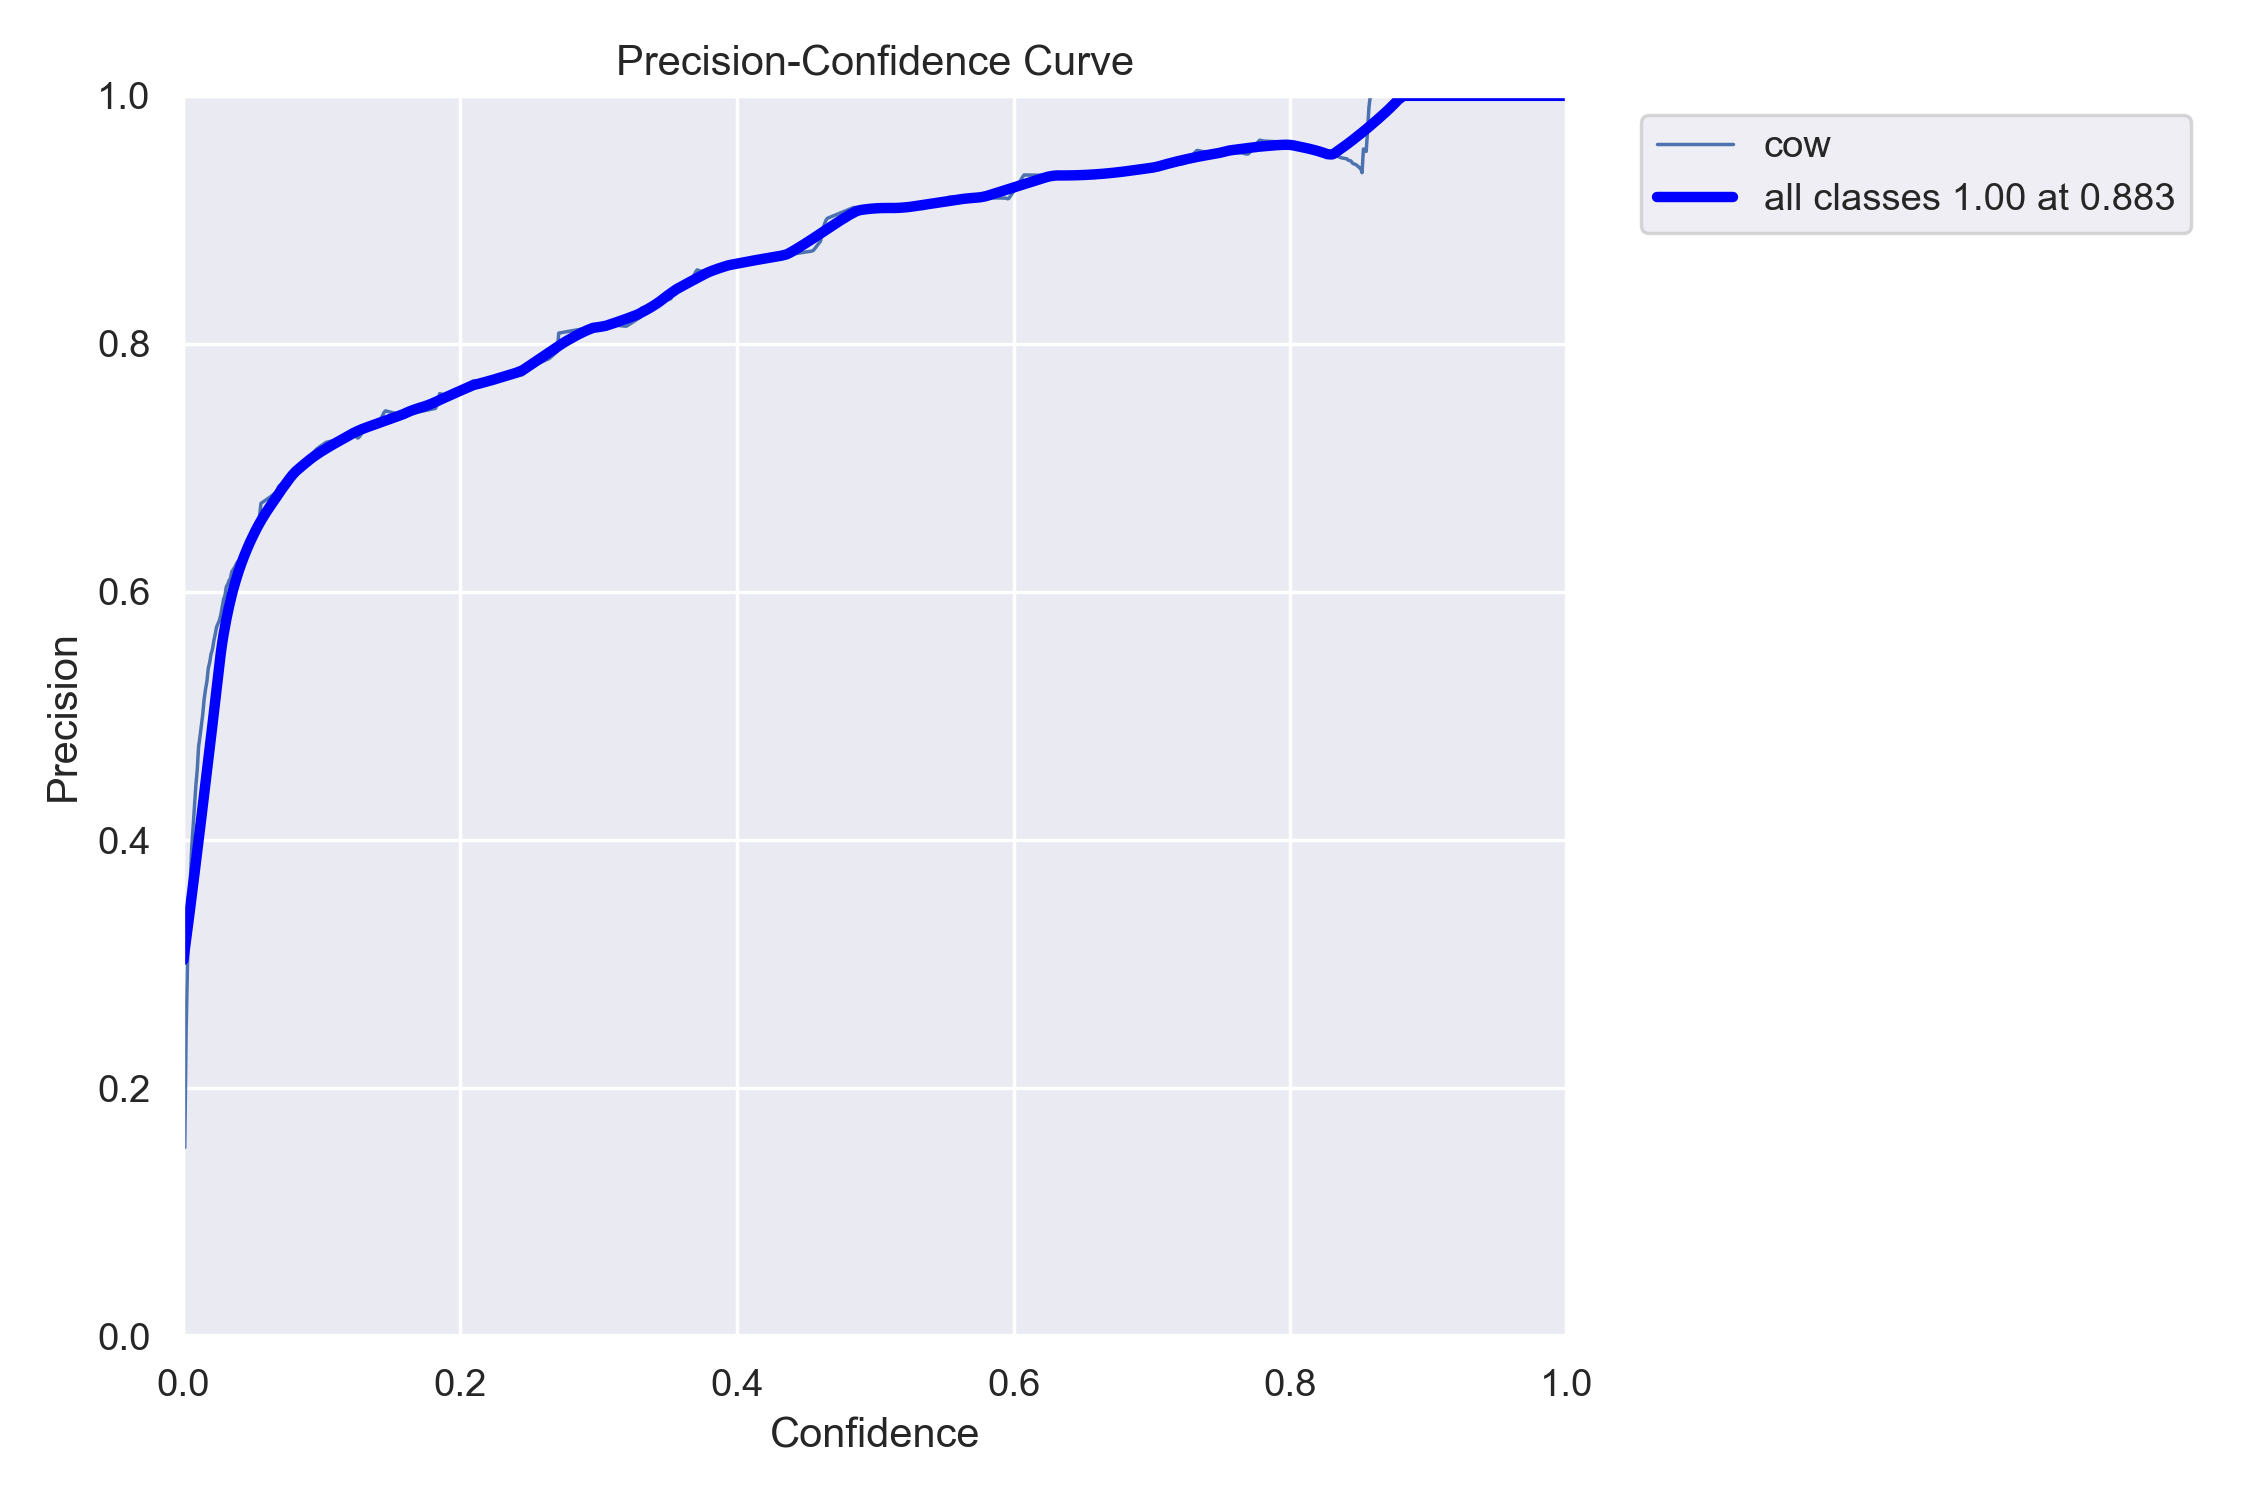 Precision-Confidence Curve
1.0
0.8
0.6
0.4
0.2
0.0
Precision
0.0 0.2 0.4 0.6 0.8 1.0
Confidence
cow
all classes 1.00 at 0.883